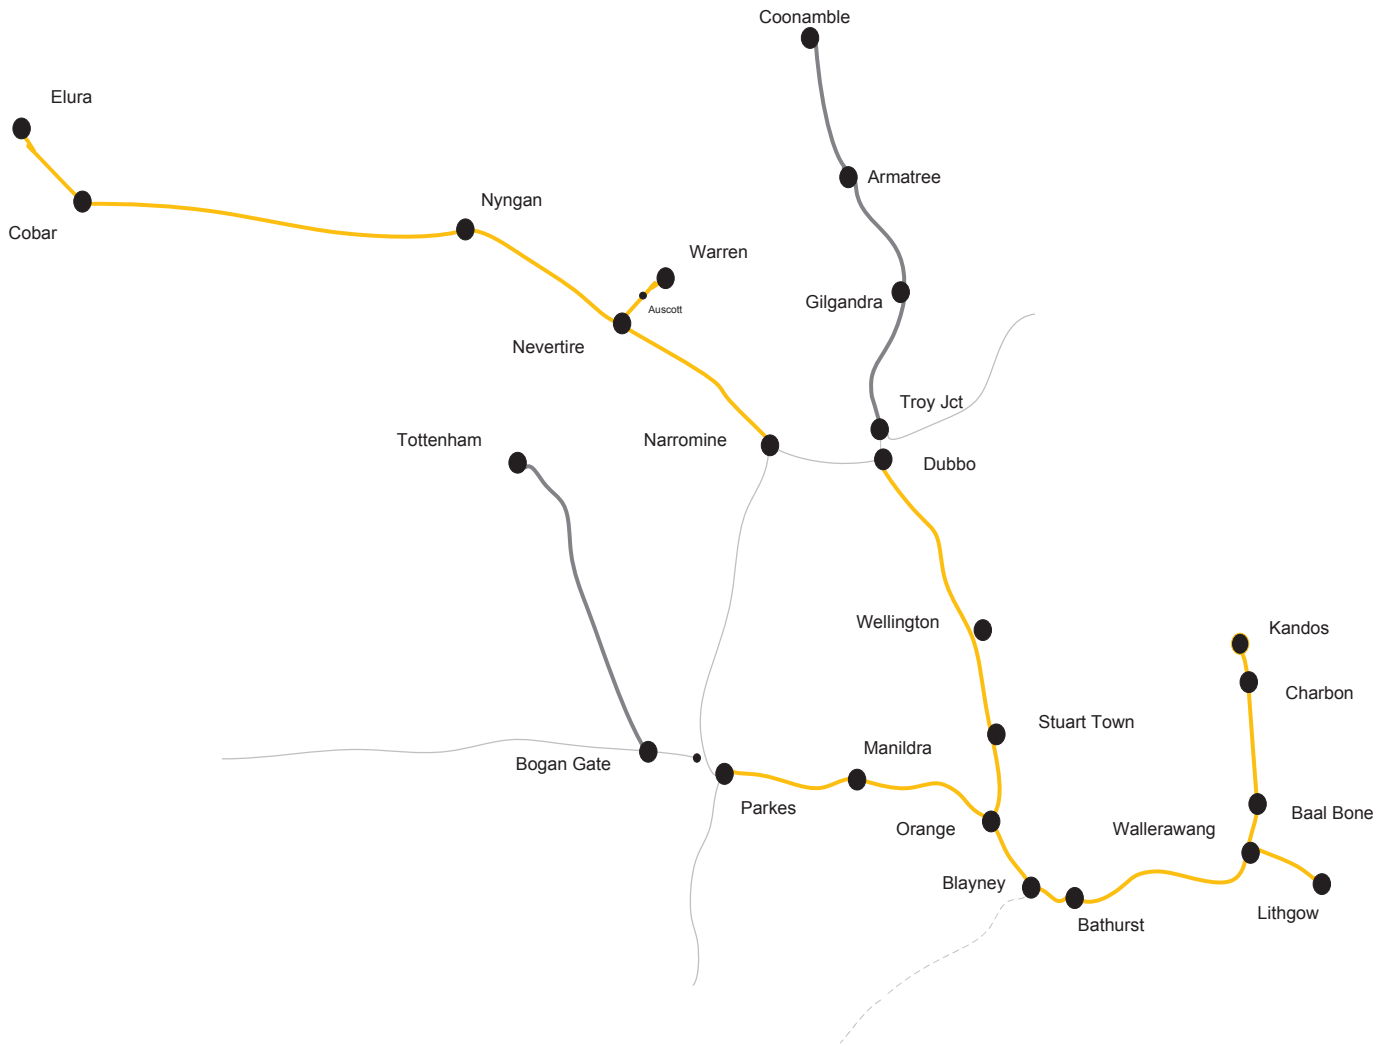 Coonamble
Elura
Armatree
Nyngan
Cobar
Warren
Gilgandra
Auscott
Nevertire
Troy Jct
Tottenham
Narromine
Dubbo
Wellington
Kandos
Charbon
Stuart Town
Manildra
Bogan Gate
Parkes
Baal Bone
Orange
Wallerawang
Blayney
Lithgow
Bathurst